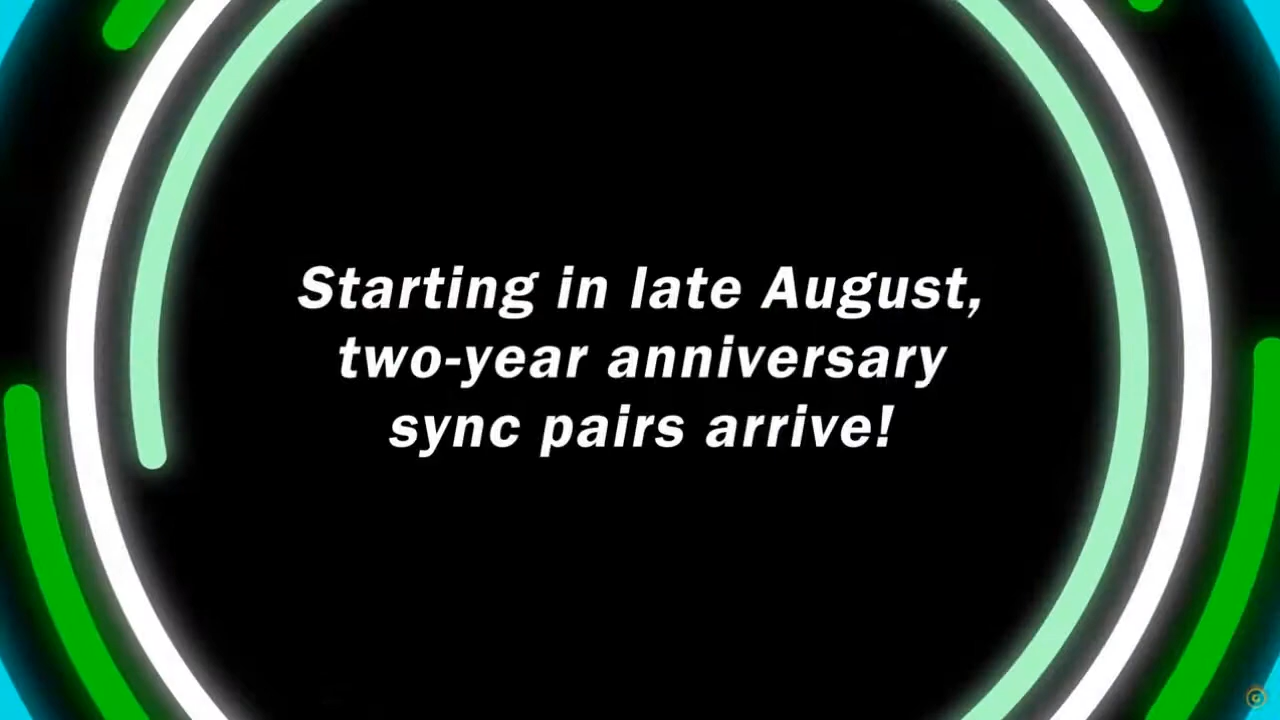 Starting in late August,
two-year anniversary
sync pairs arrive!